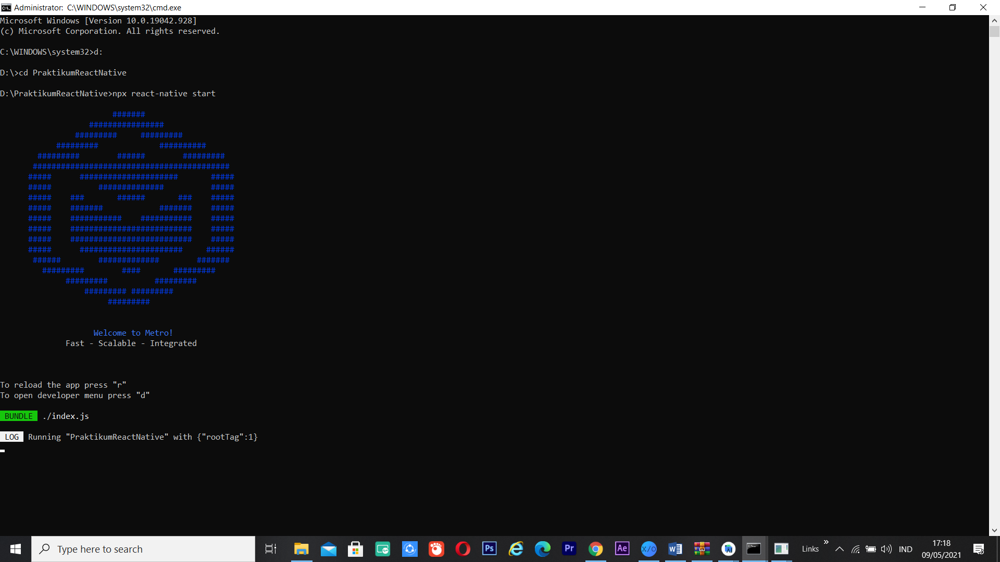 Administrator: C:\WINDOWS\system32\cmd.exe
Microsoft Windows [Version 10.0.19042.928]
(c) Microsoft Corporation. All rights reserved.
C:\WINDOWS\system32>d:
D:\>cd PraktikumReactNative
D:\PraktikumReactNative>npx react-native start
Welcome to Metro!
Fast - Scalable - Integrated
To reload the app press "r"
To open developer menu press "d"
BUNDLE ./index.js
LOG Running "PraktikumReactNative" with {"rootTag":1}
Type here to search
Ps
Pr
Ae
X/O
Links
IND
17:18
09/05/2021